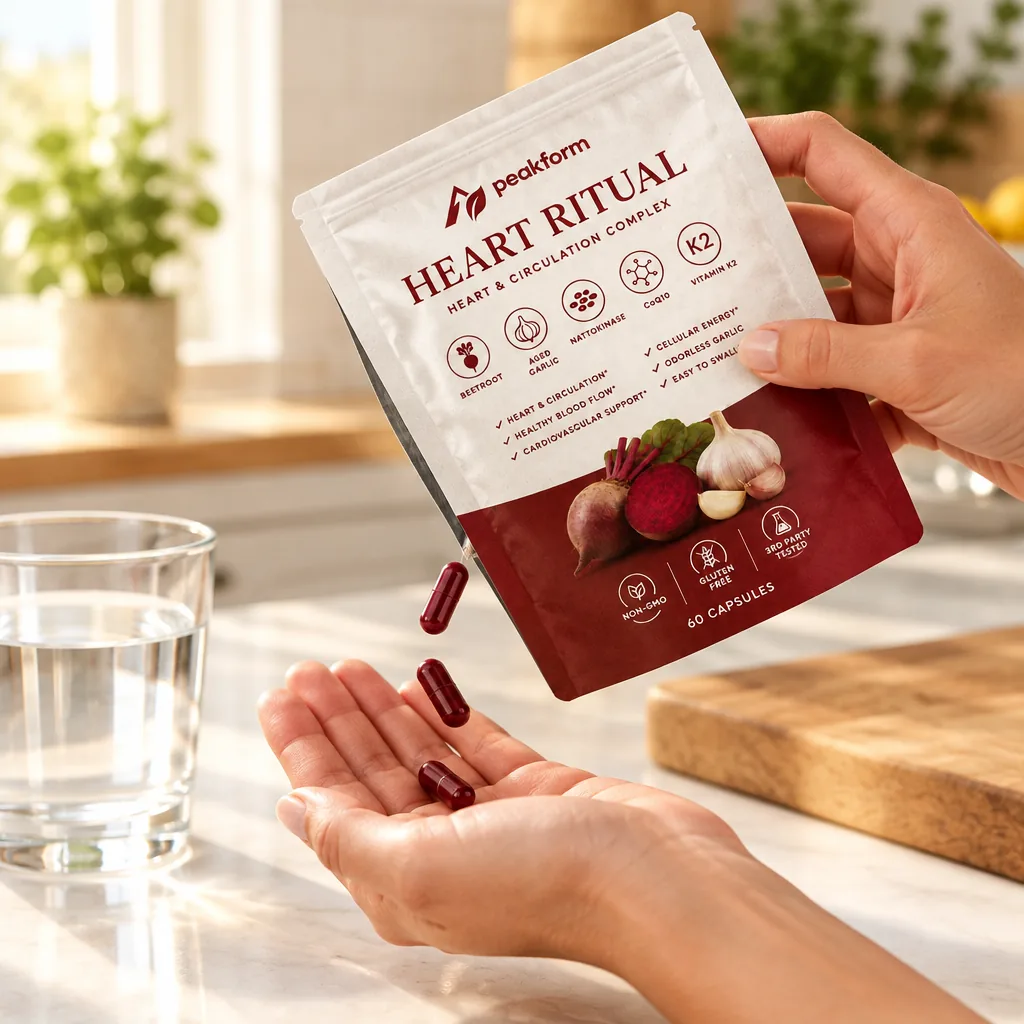 peakform
HEART RITUAL
HEART & CIRCULATION COMPLEX
BEETROOT
AGED
GARLIC
NATTOKINASE
CoQ10
K2
VITAMIN K2
✓ HEART & CIRCULATION*
✓ HEALTHY BLOOD FLOW*
✓ CARDIOVASCULAR SUPPORT*
✓ CELLULAR ENERGY*
✓ ODORLESS GARLIC
✓ EASY TO SWALL
NON-GMO
GLUTEN
FREE
3RD PARTY
TESTED
60 CAPSULES